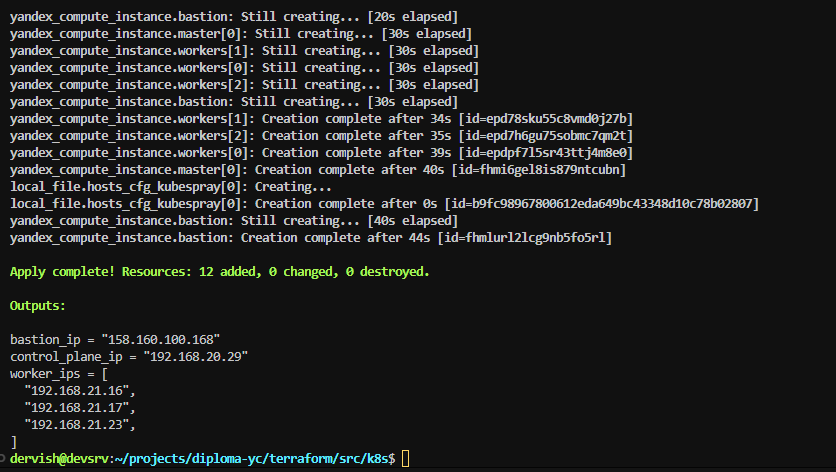 yandex_compute_instance.bastion: Still creating... [20s elapsed]
yandex_compute_instance.master[0]: Still creating... [30s elapsed]
yandex_compute_instance.workers[1]: Still creating... [30s elapsed]
yandex_compute_instance.workers[0]: Still creating... [30s elapsed]
yandex_compute_instance.workers[2]: Still creating... [30s elapsed]
yandex_compute_instance.bastion: Still creating... [30s elapsed]
yandex_compute_instance.workers[1]: Creation complete after 34s [id=epd78sku55c8vmd0j27b]
yandex_compute_instance.workers[2]: Creation complete after 35s [id=epd7h6gu75sobmc7qm2t]
yandex_compute_instance.workers[0]: Creation complete after 39s [id=epdpf7l5sr43ttj4m8e0]
yandex_compute_instance.master[0]: Creation complete after 40s [id=fhmi6gel8is879ntcubn]
local_file.hosts_cfg_kubespray[0]: Creating...
local_file.hosts_cfg_kubespray[0]: Creation complete after 0s [id=b9fc98967800612eda649bc43348d10c78b02807]
yandex_compute_instance.bastion: Still creating... [40s elapsed]
yandex_compute_instance.bastion: Creation complete after 44s [id=fhmlurl2lcg9nb5fo5rl]
Apply complete! Resources: 12 added, 0 changed, 0 destroyed.
Outputs:
bastion_ip = "158.160.100.168"
control_plane_ip = "192.168.20.29"
worker_ips = [
"192.168.21.16",
"192.168.21.17",
"192.168.21.23",
]
dervish@devsrv:~/projects/diploma-yc/terraform/src/k8s$